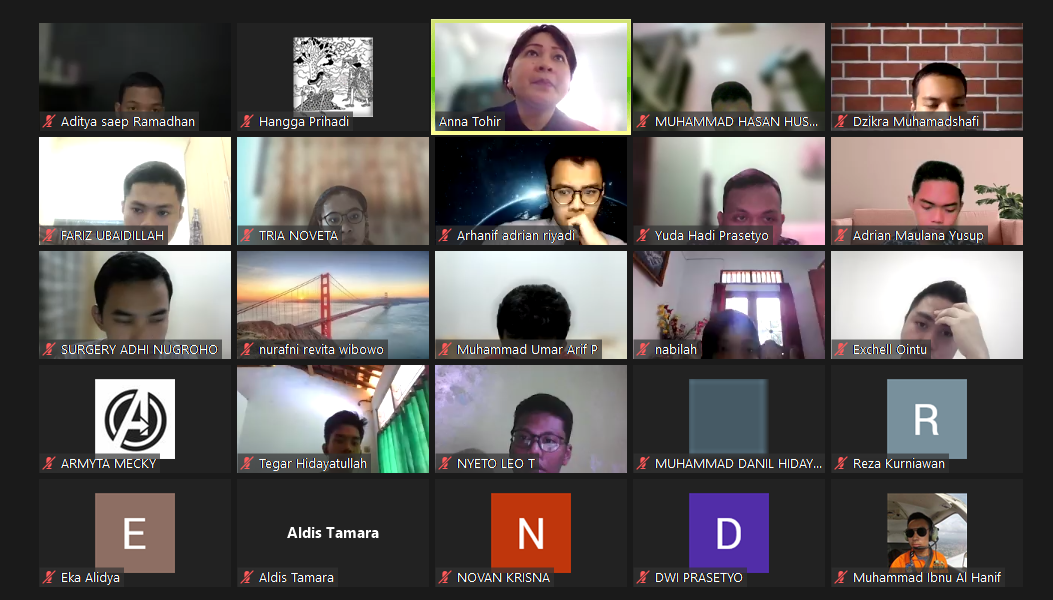 Aditya saep Ramadhan
Hangga Prihadi
Anna Tohir
MUHAMMAD HASAN HUS...
Dzikra Muhamadshafi
FARIZ UBAIDILLAH
TRIA NOVETA
Arhanif adrian riyadi
Yuda Hadi Prasetyo
Adrian Maulana Yusup
SURGERY ADHI NUGROHO
nurafni revita wibowo
Muhammad Umar Arif P
nabilah
Exchell Ointu
A
ARMYTA MECKY
Tegar Hidayatullah
NYETO LEO T
MUHAMMAD DANIL HIDAY...
R
Reza Kurniawan
E
Eka Alidya
Aldis Tamara
Aldis Tamara
N
NOVAN KRISNA
D
DWI PRASETYO
Muhammad Ibnu Al Hanif